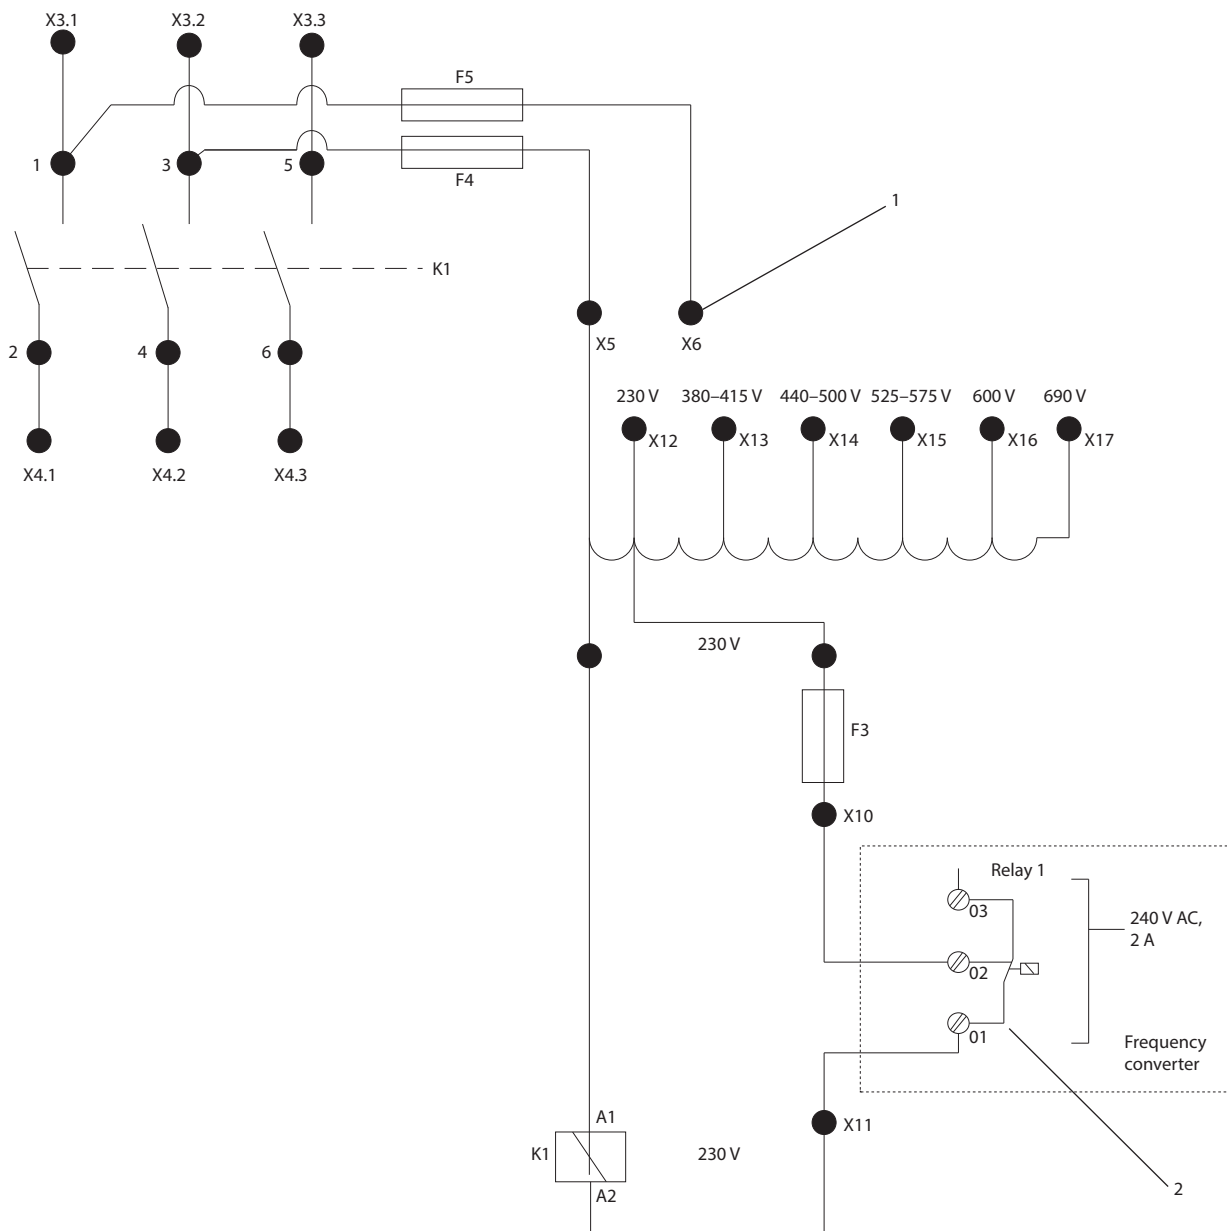 X3.1
X3.2
X3.3
F5
1
3
5
F4
1
K1
X5
X6
2
4
6
230 V
380–415 V
440–500 V
525–575 V
600 V
690 V
X12
X13
X14
X15
X16
X17
X4.1
X4.2
X4.3
230 V
F3
X10
Relay 1
03
240 V AC,
2 A
02
01
Frequency
converter
A1
X11
K1
230 V
2
A2